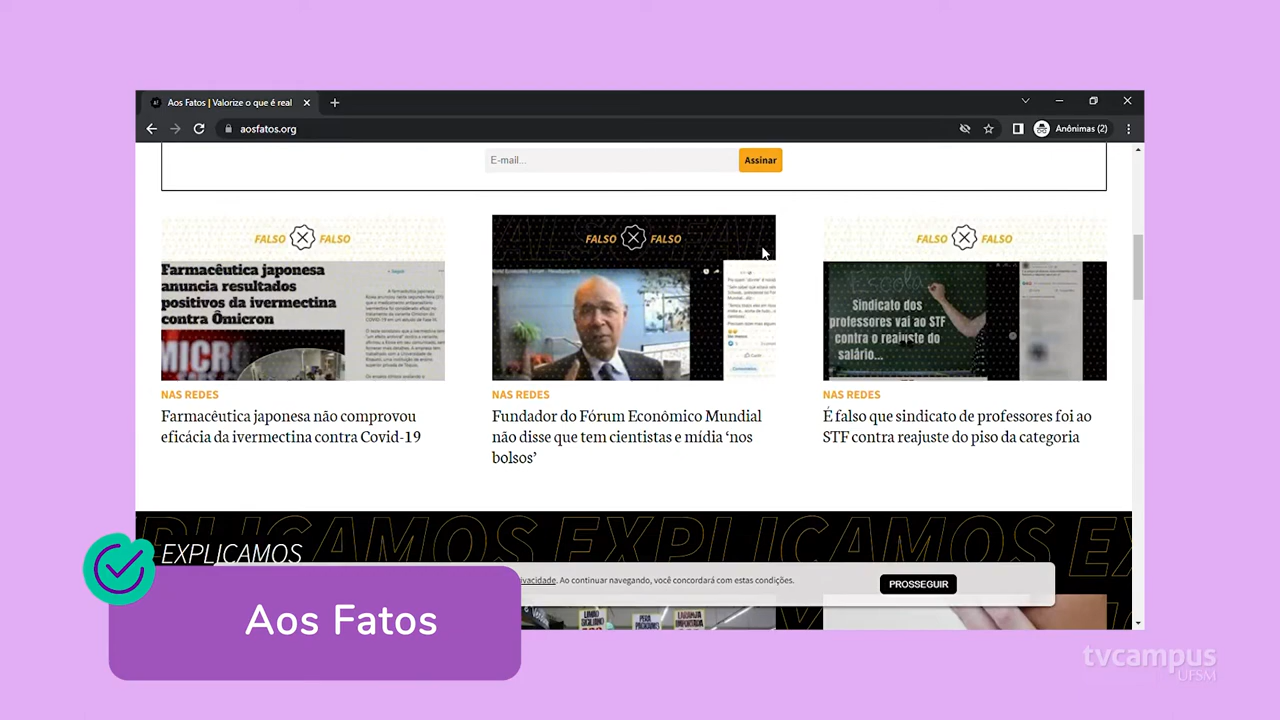 Aos Fatos | Valorize o que é real
aosfatos.org
Anônimas (2)
E-mail...
Assinar
FALSO FALSO
FALSO FALSO
FALSO FALSO
Farmacêutica japonesa
anuncia resultados
positivos da ivermectina
contra Ômicron
Sindicato dos
professores vai ao STF
contra o reajuste do
salário...
NAS REDES
Farmacêutica japonesa não comprovou
eficácia da ivermectina contra Covid-19
NAS REDES
Fundador do Fórum Econômico Mundial
não disse que tem cientistas e mídia ‘nos
bolsos’
NAS REDES
É falso que sindicato de professores foi ao
STF contra reajuste do piso da categoria
PLICAMOS EXPLICAMOS EX
EXPLICAMOS
Ao continuar navegando, você concordará com estas condições.
PROSSEGUIR
Aos Fatos
tvcampus
UFSM